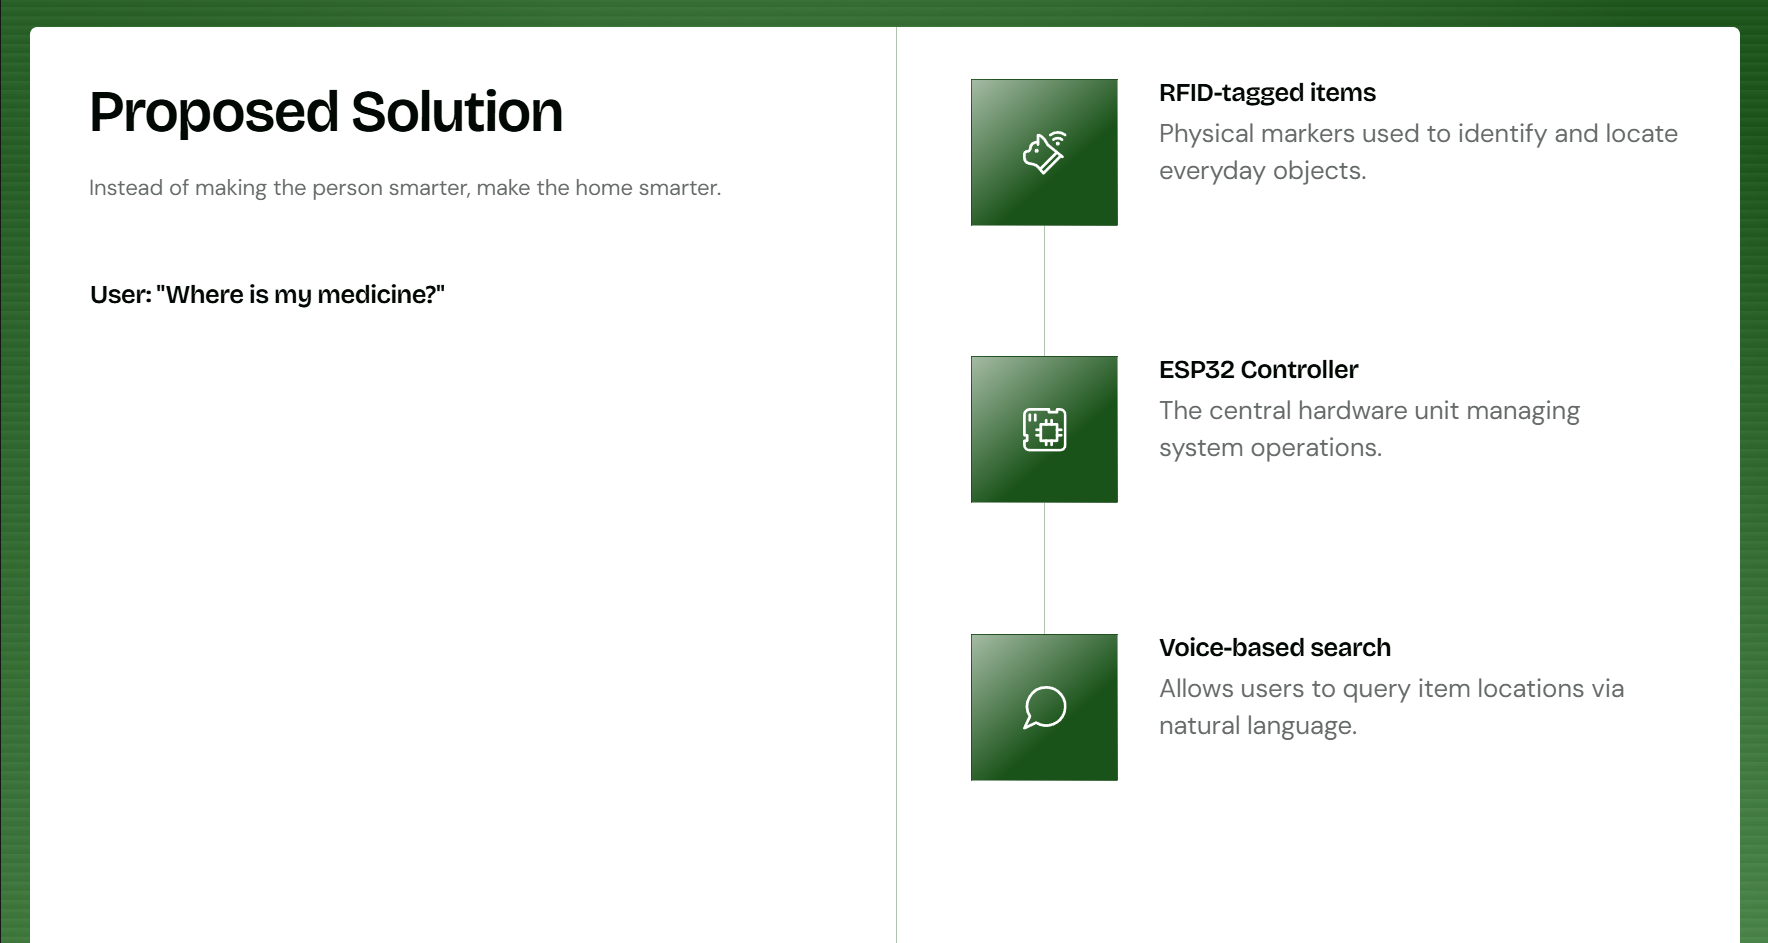 Proposed Solution
Instead of making the person smarter, make the home smarter.
User: "Where is my medicine?"
RFID-tagged items
Physical markers used to identify and locate
everyday objects.
ESP32 Controller
The central hardware unit managing
system operations.
Voice-based search
Allows users to query item locations via
natural language.